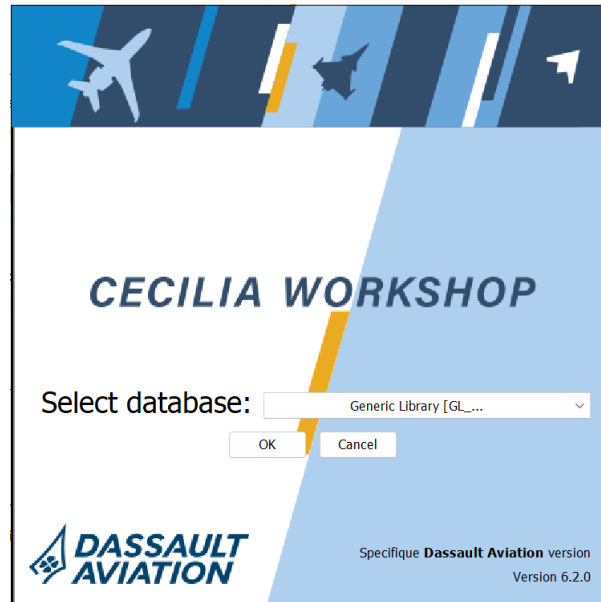 CECILIA WORKSHOP
Select database:
Generic Library [GL_...
OK
Cancel
DASSAULT
AVIATION
Specifique Dassault Aviation version
Version 6.2.0